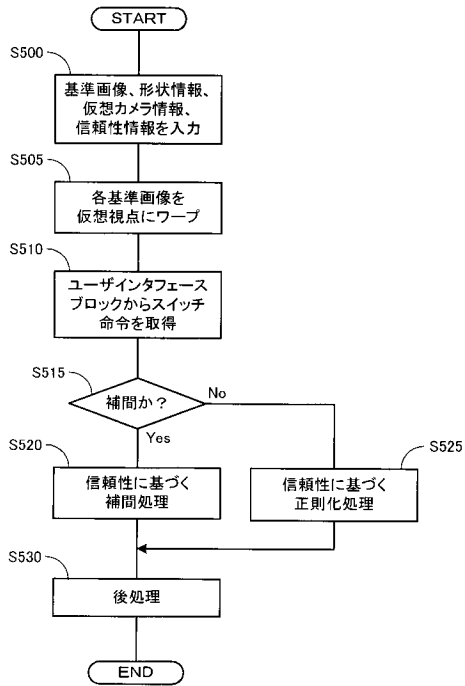 START
S500
基準画像、形状情報、
仮想カメラ情報、
信頼性情報を入力
S505
各基準画像を
仮想視点にワープ
S510
ユーザインタフェース
ブロックからスイッチ
命令を取得
S515
補間か？
No
Yes
S520
信頼性に基づく
補間処理
S525
信頼性に基づく
正則化処理
S530
後処理
END